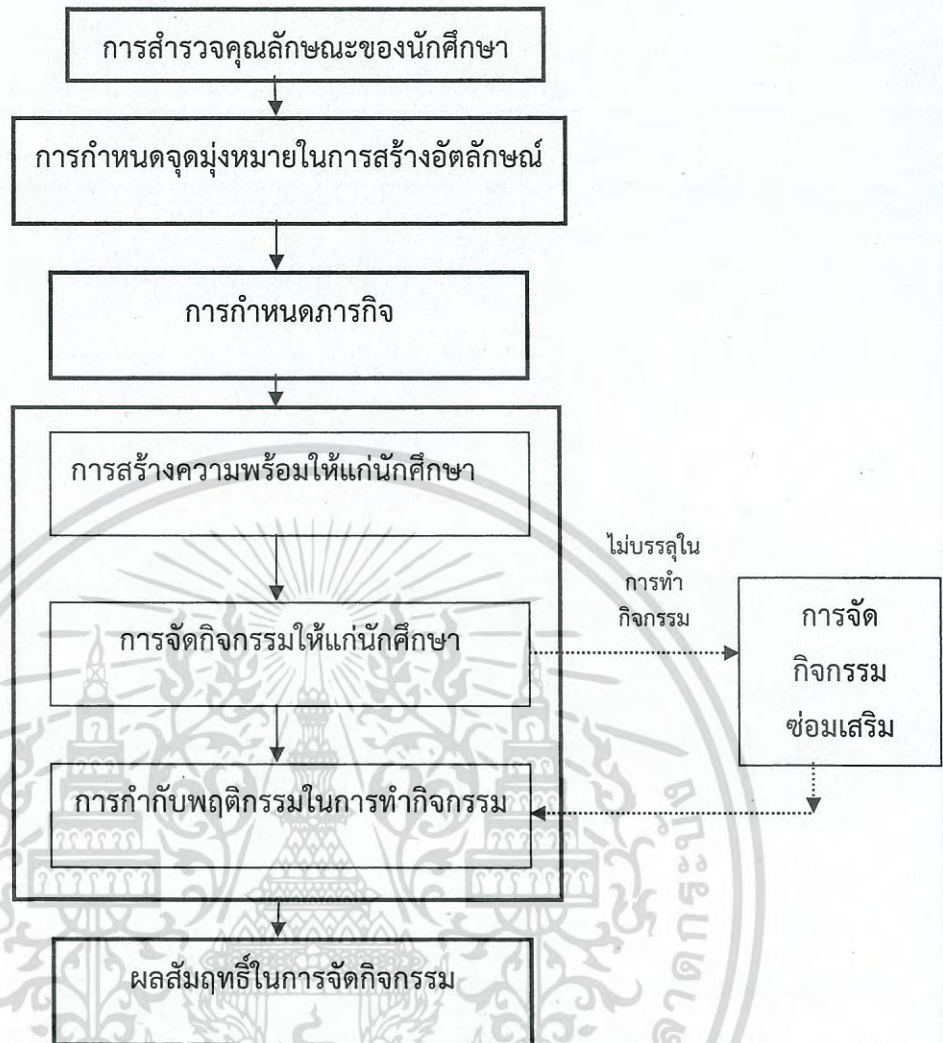 การสำรวจคุณลักษณะของนักศึกษา
การกำหนดจุดมุ่งหมายในการสร้างอัตลักษณ์
การกำหนดภารกิจ
การสร้างความพร้อมให้แก่นักศึกษา
การจัดกิจกรรมให้แก่นักศึกษา
ไม่บรรลุใน
การทำ
กิจกรรม
การจัด
กิจกรรม
ซ่อมเสริม
การกำกับพฤติกรรมในการทำกิจกรรม
ผลสัมฤทธิ์ในการจัดกิจกรรม